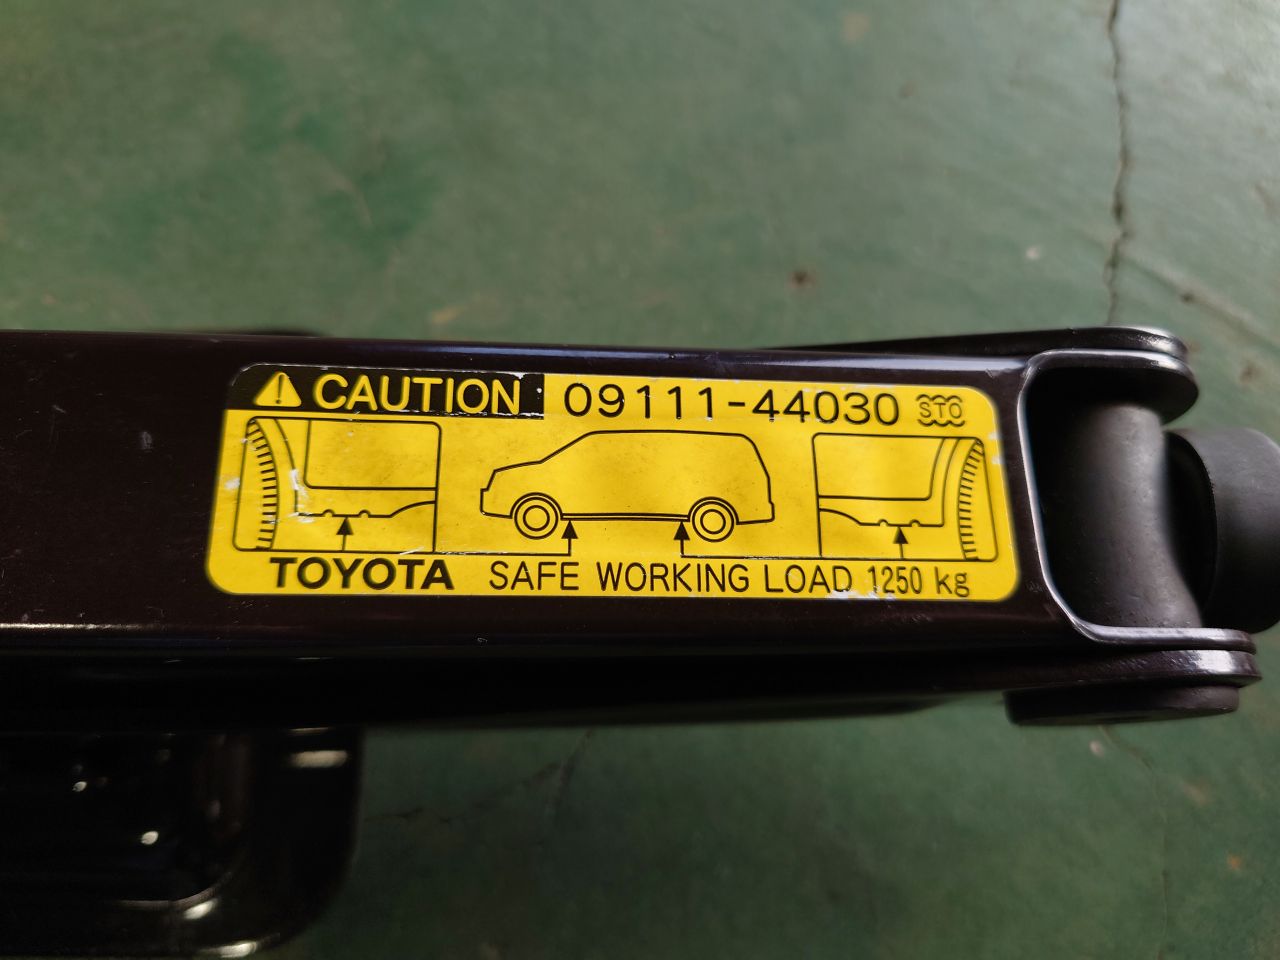 CAUTION 09111-44030 STO
TOYOTA SAFE WORKING LOAD 1250 kg